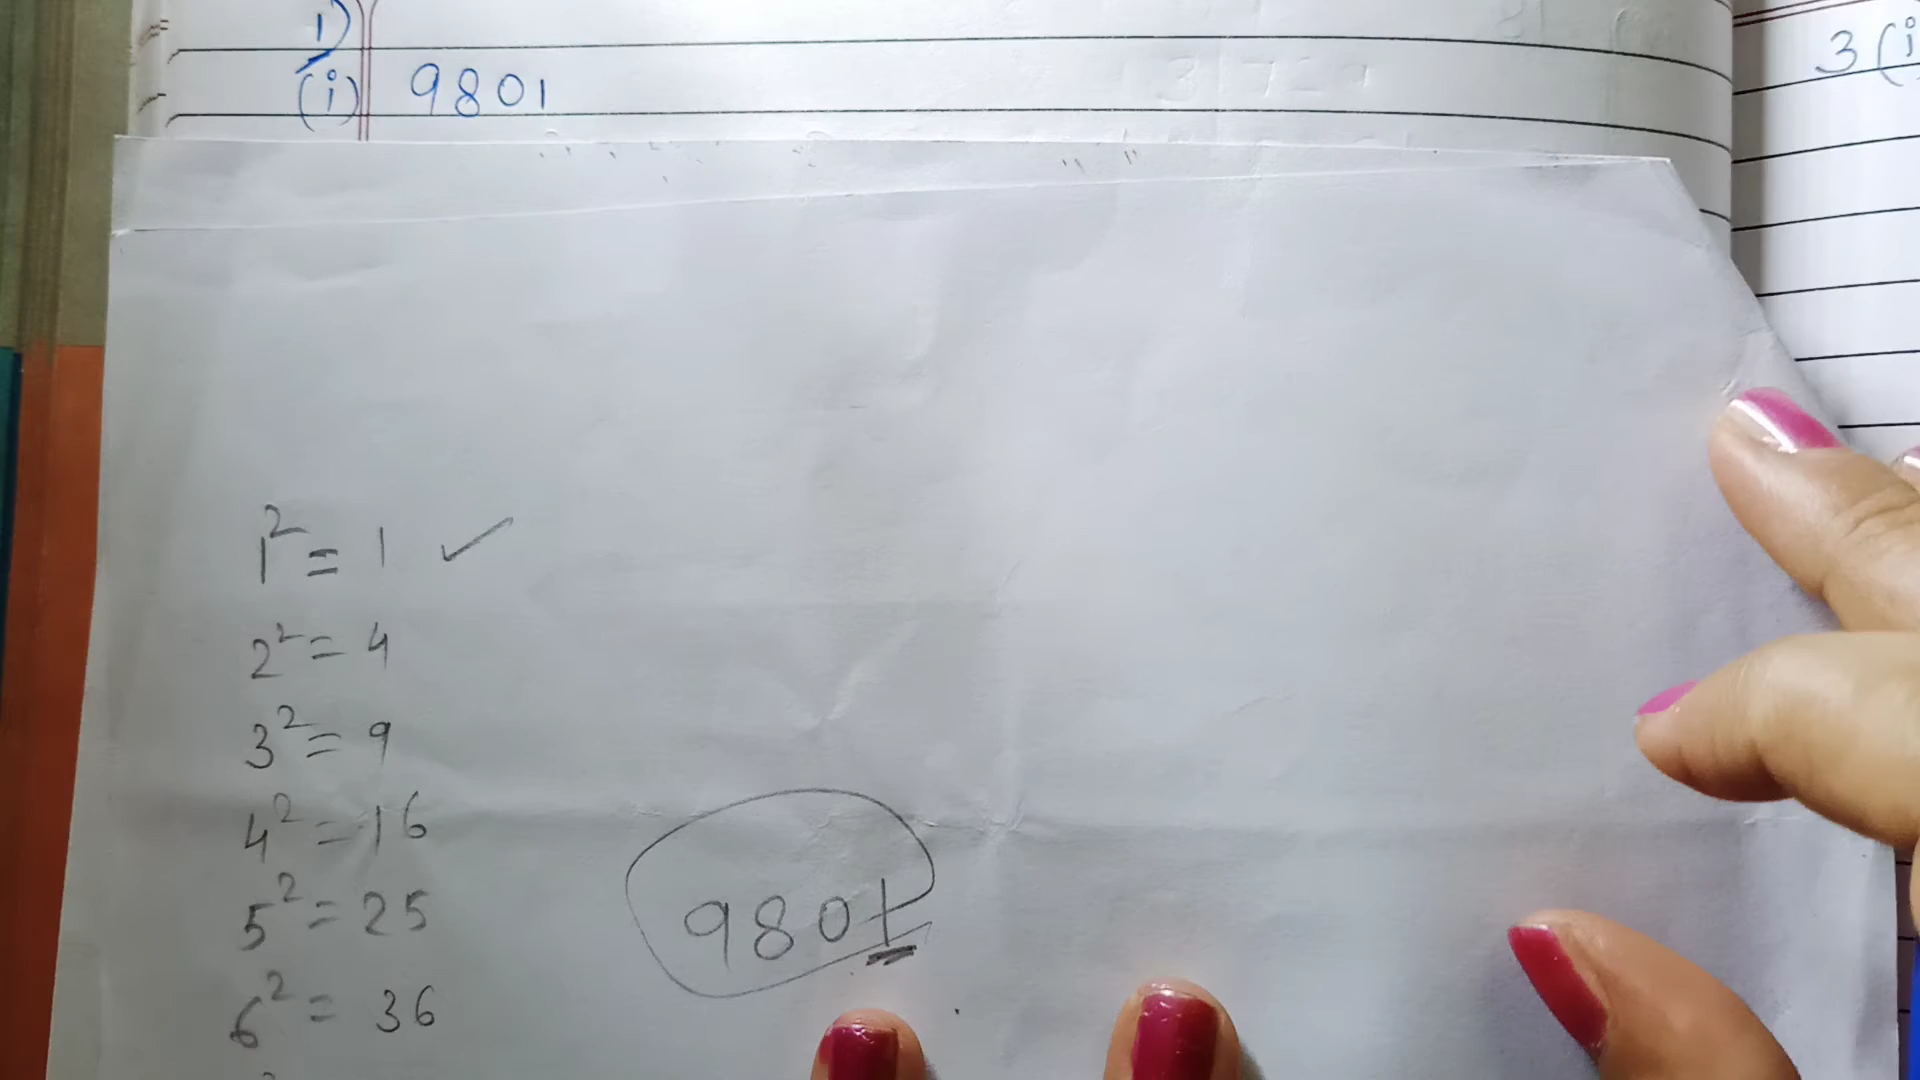 1)
(i) 9801
3 (i
1² = 1 ✓
2² = 4
3² = 9
4² = 16
5² = 25
6² = 36
9801